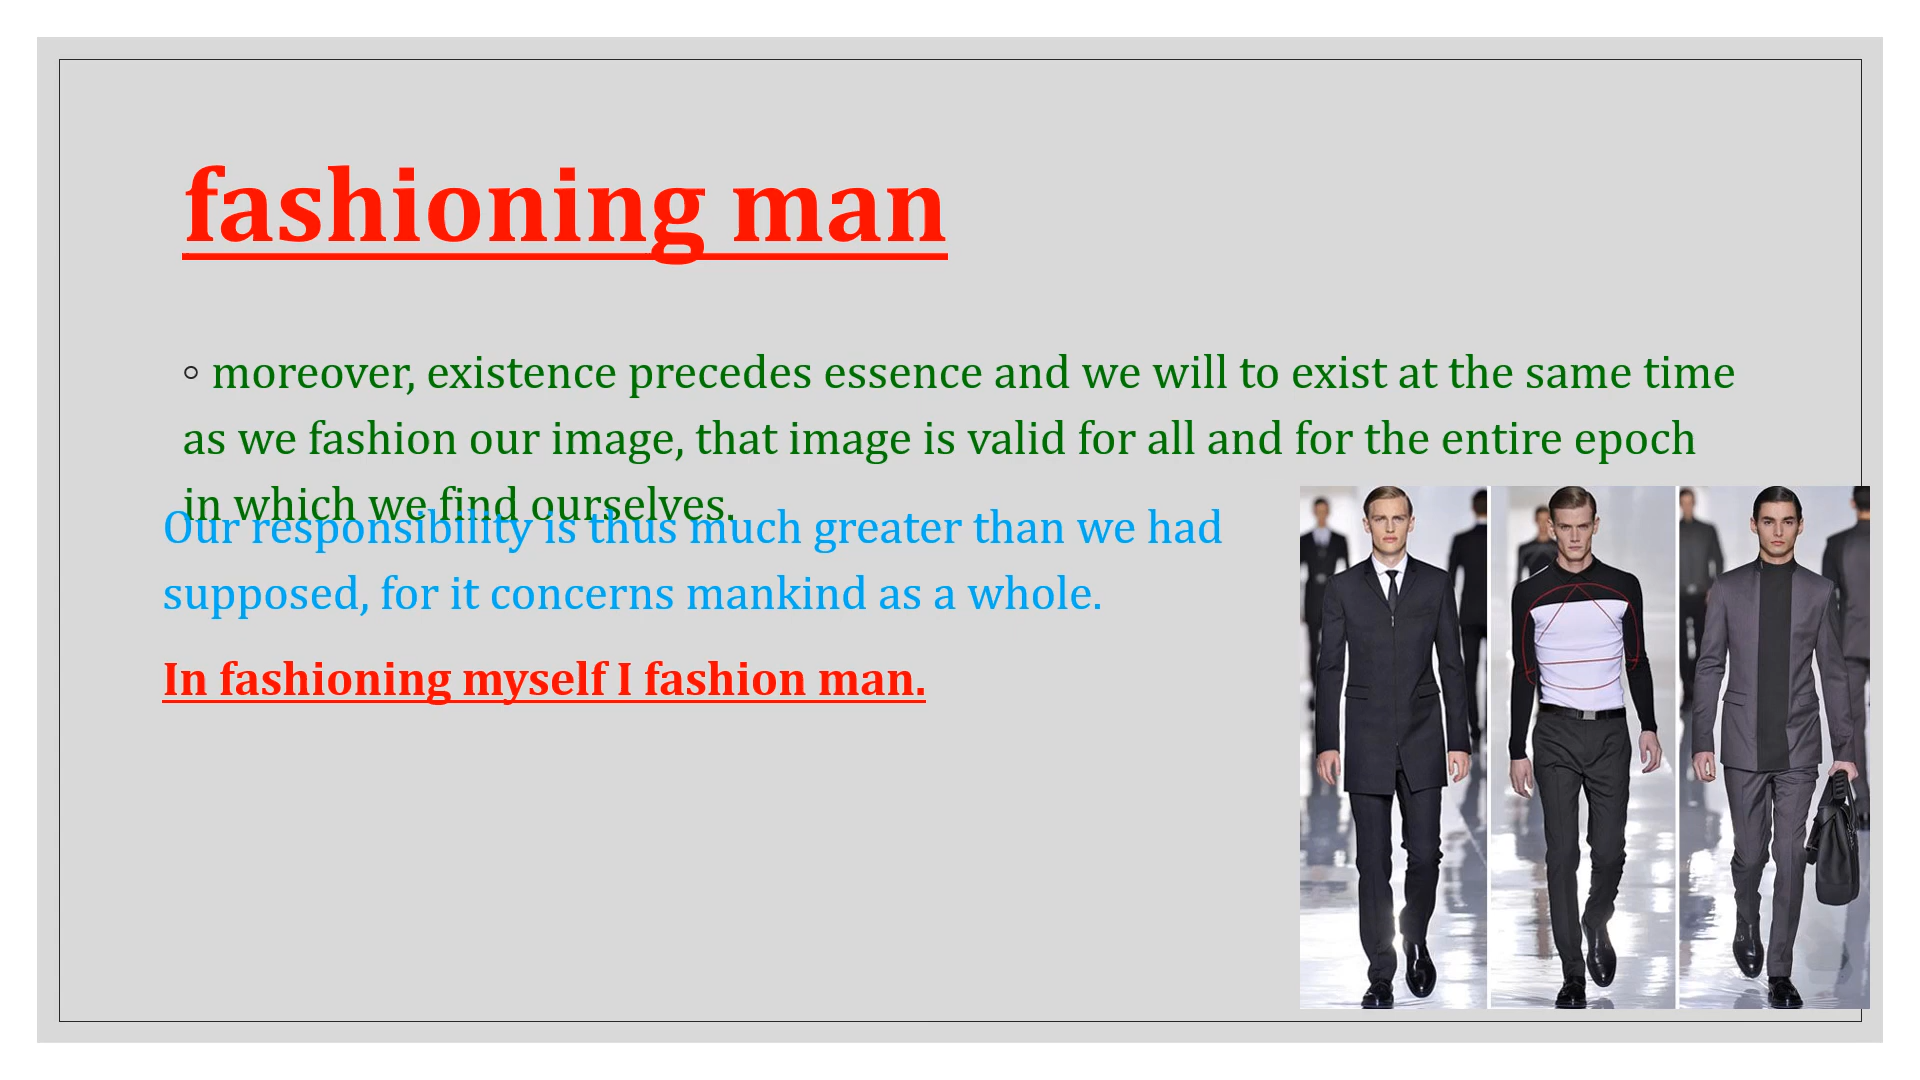 fashioning man
◦ moreover, existence precedes essence and we will to exist at the same time
as we fashion our image, that image is valid for all and for the entire epoch
in which we find ourselves.
Our responsibility is thus much greater than we had
supposed, for it concerns mankind as a whole.
In fashioning myself I fashion man.